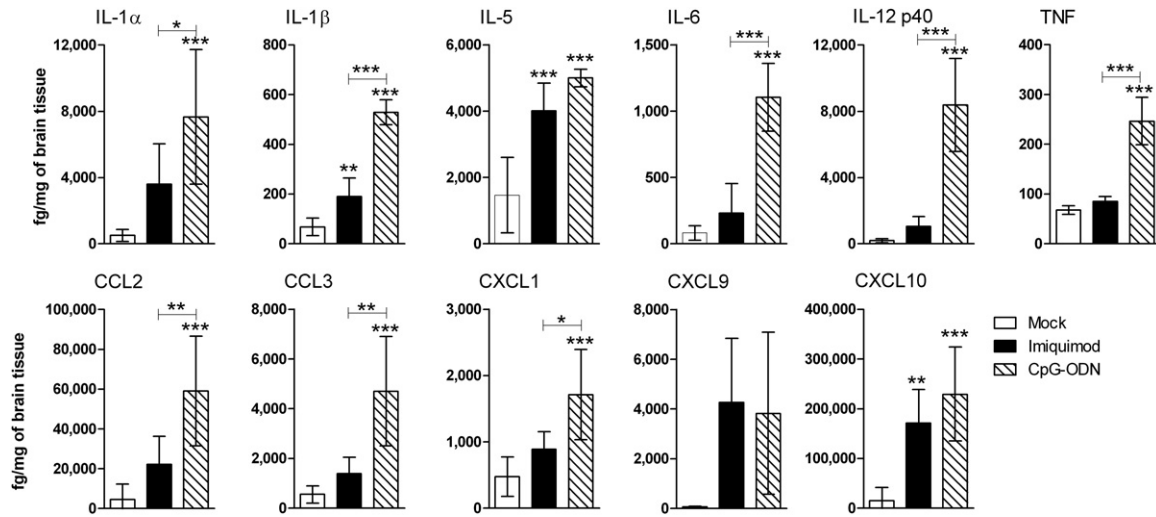 IL-1α IL-1β IL-5 IL-6 IL-12 p40 TNF
12,000 800 6,000 1,500 12,000 400
* *** *** *** ***
*** *** *** *** *** *** ***
8,000 600 4,000 1,000 8,000 300
**
400 200
4,000 200 2,000 500 4,000 100
0 0 0 0 0 0
fg/mg of brain tissue
CCL2 CCL3 CXCL1 CXCL9 CXCL10
100,000 8,000 3,000 8,000 400,000
** ** *
*** *** *** ** ***
80,000 6,000 2,000 6,000 300,000
60,000 4,000 4,000 200,000
40,000 2,000 1,000 2,000 100,000
20,000
0 0 0 0 0
fg/mg of brain tissue
Mock
Imiquimod
CpG-ODN